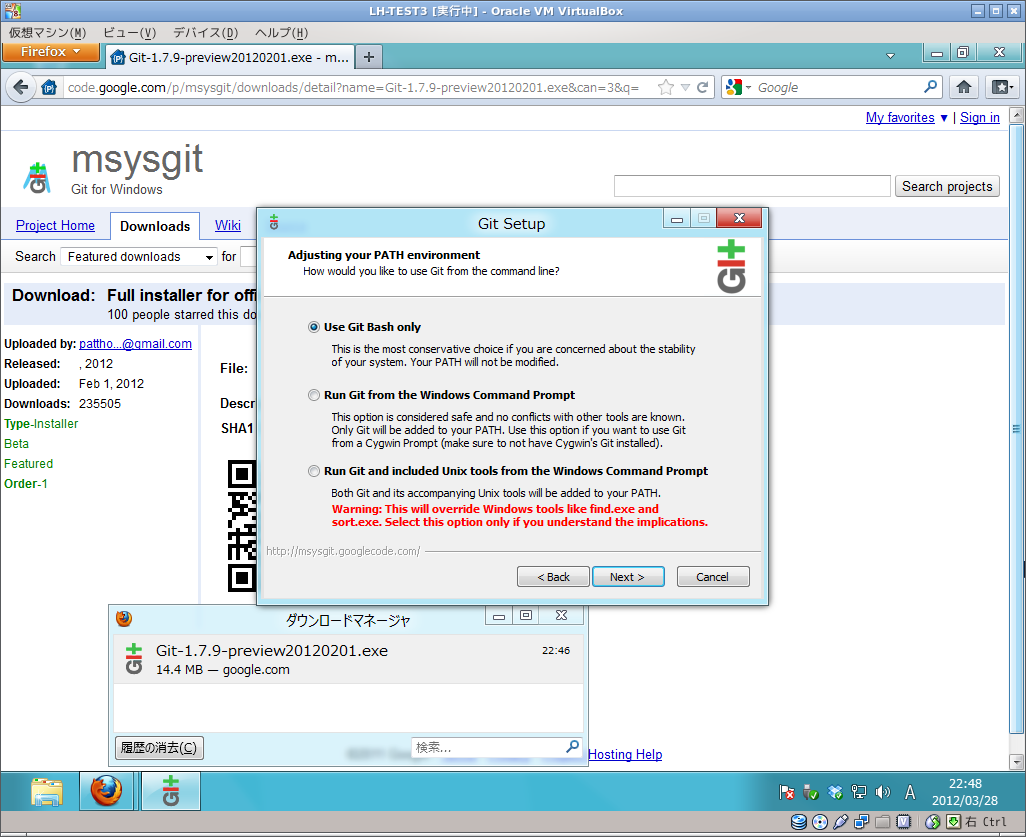 LH-TEST3 [実行中] - Oracle VM VirtualBox
仮想マシン(M) ビュー(V) デバイス(D) ヘルプ(H)
Firefox
Git-1.7.9-preview20120201.exe - m...
code.google.com/p/msysgit/downloads/detail?name=Git-1.7.9-preview20120201.exe&can=3&q=
Google
My favorites ▼ | Sign in
msysgit
Git for Windows
Search projects
Project Home Downloads Wiki
Search Featured downloads for
Download: Full installer for offi
100 people starred this do
Uploaded by: pattho...@gmail.com
Released: , 2012
Uploaded: Feb 1, 2012
Downloads: 235505
Type-Installer
Beta
Featured
Order-1
File:
Descr
SHA1
Git Setup
Adjusting your PATH environment
How would you like to use Git from the command line?
Git
Use Git Bash only
This is the most conservative choice if you are concerned about the stability
of your system. Your PATH will not be modified.
Run Git from the Windows Command Prompt
This option is considered safe and no conflicts with other tools are known.
Only Git will be added to your PATH. Use this option if you want to use Git
from a Cygwin Prompt (make sure to not have Cygwin's Git installed).
Run Git and included Unix tools from the Windows Command Prompt
Both Git and its accompanying Unix tools will be added to your PATH.
Warning: This will override Windows tools like find.exe and
sort.exe. Select this option only if you understand the implications.
http://msysgit.googlecode.com/
< Back Next > Cancel
ダウンロードマネージャ
Git-1.7.9-preview20120201.exe 22:46
14.4 MB — google.com
履歴の消去(C)
検索...
Hosting Help
A
22:48
2012/03/28
右 Ctrl